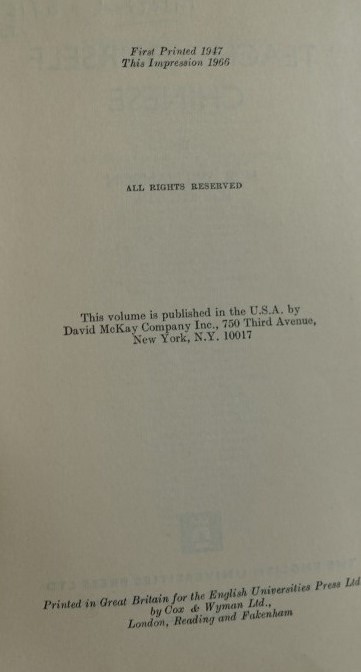 First Printed 1947
This Impression 1966
ALL RIGHTS RESERVED
This volume is published in the U.S.A. by
David McKay Company Inc., 750 Third Avenue,
New York, N.Y. 10017
Printed in Great Britain for the English Universities Press Ltd
by Cox & Wyman Ltd.,
London, Reading and Fakenham